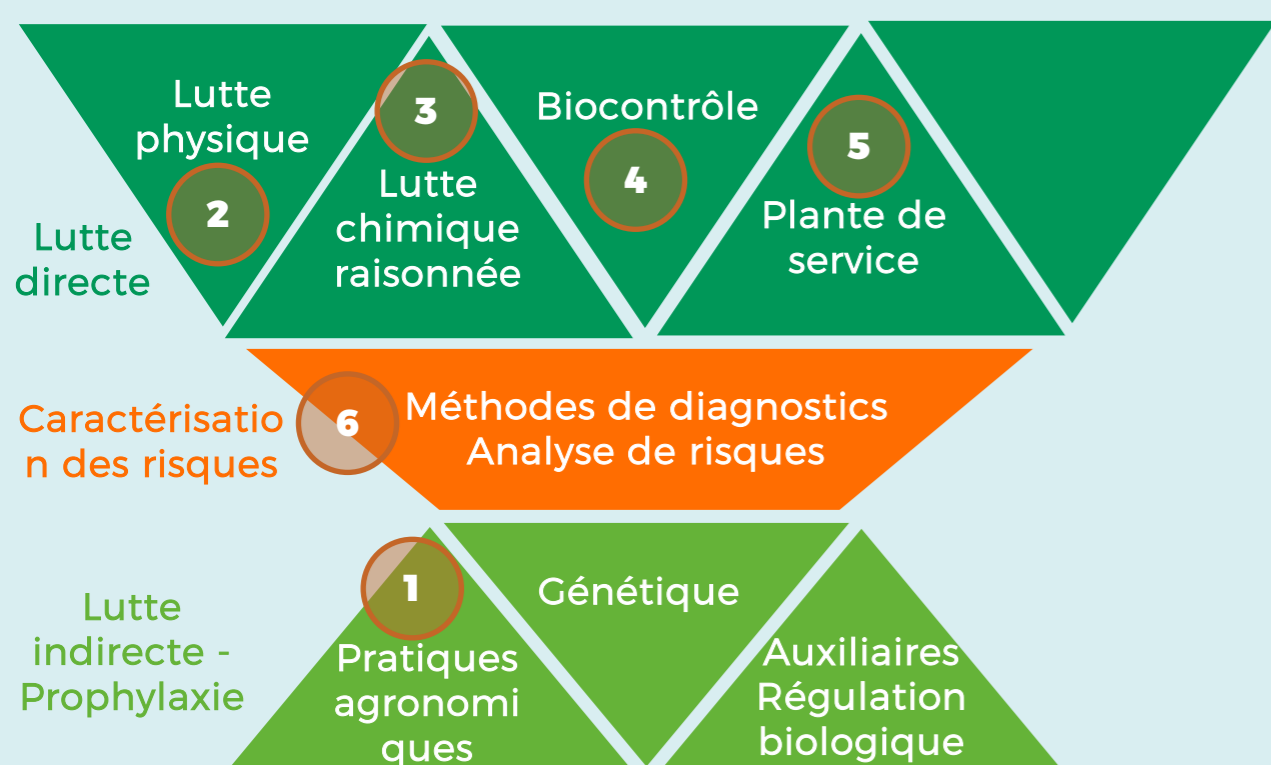 Lutte
physique
2
3
Lutte
chimique
raisonnée
Biocontrôle
4
5
Plante de
service
Lutte
directe
Caractérisatio
n des risques
6
Méthodes de diagnostics
Analyse de risques
Lutte
indirecte -
Prophylaxie
1
Pratiques
agronomi
ques
Génétique
Auxiliaires
Régulation
biologique